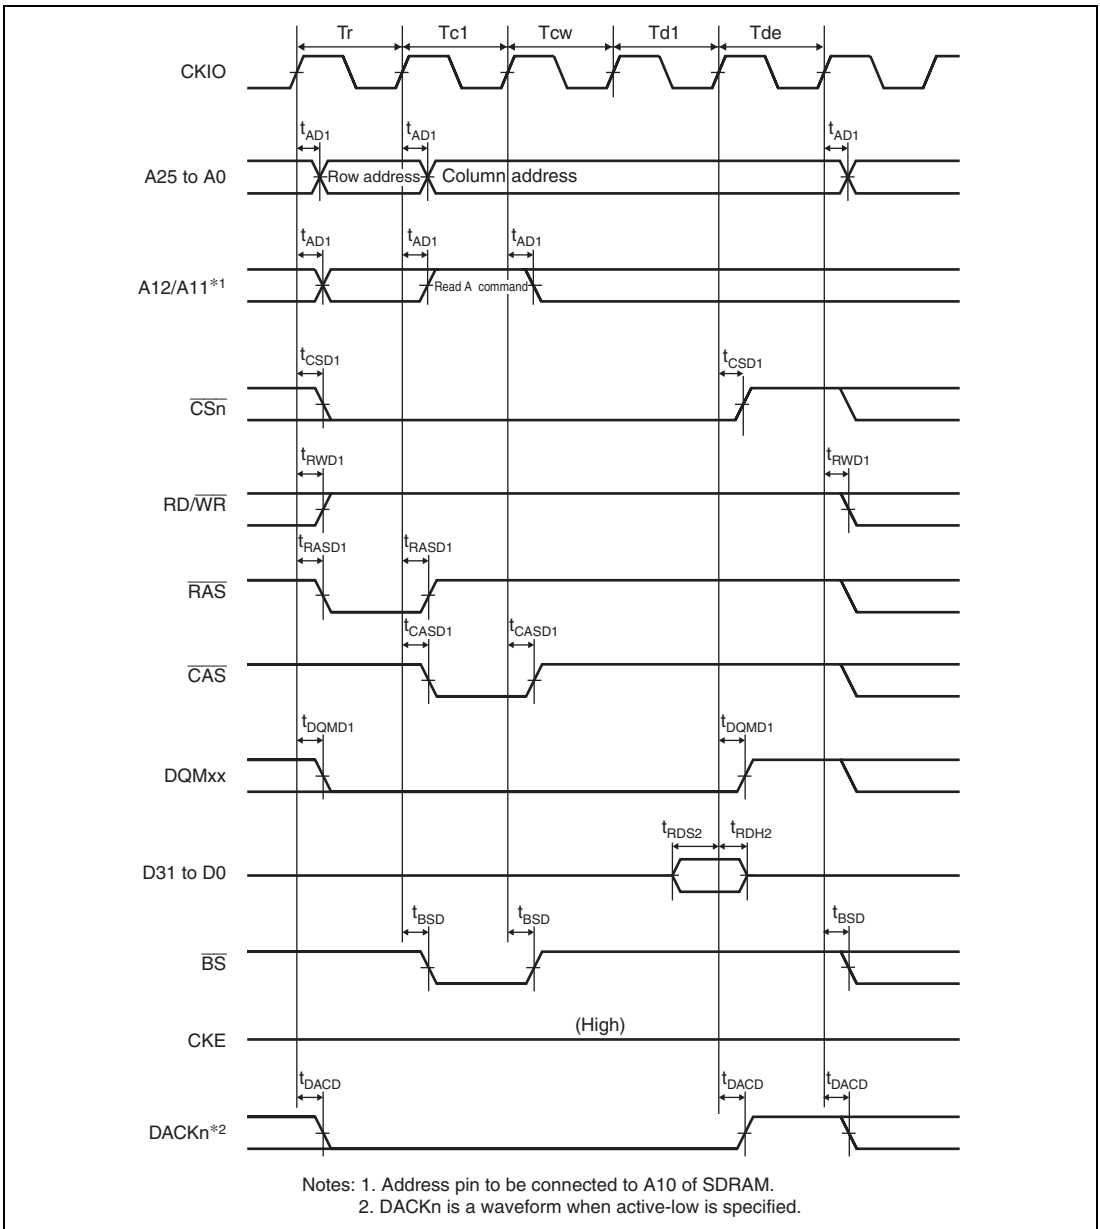 Tr Tc1 Tcw Td1 Tde
CKIO
tAD1 tAD1 tAD1
A25 to A0 Row address Column address
tAD1 tAD1 tAD1
A12/A11*1 Read A command
tCSD1 tCSD1
CSn
tRWD1 tRWD1
RD/WR
tRASD1 tRASD1
RAS
tCASD1 tCASD1
CAS
tDQMD1 tDQMD1
DQMxx
tRDS2 tRDH2
D31 to D0
tBSD tBSD tBSD
BS
(High)
CKE
tDACD tDACD tDACD
DACKn*2
Notes: 1. Address pin to be connected to A10 of SDRAM.
2. DACKn is a waveform when active-low is specified.